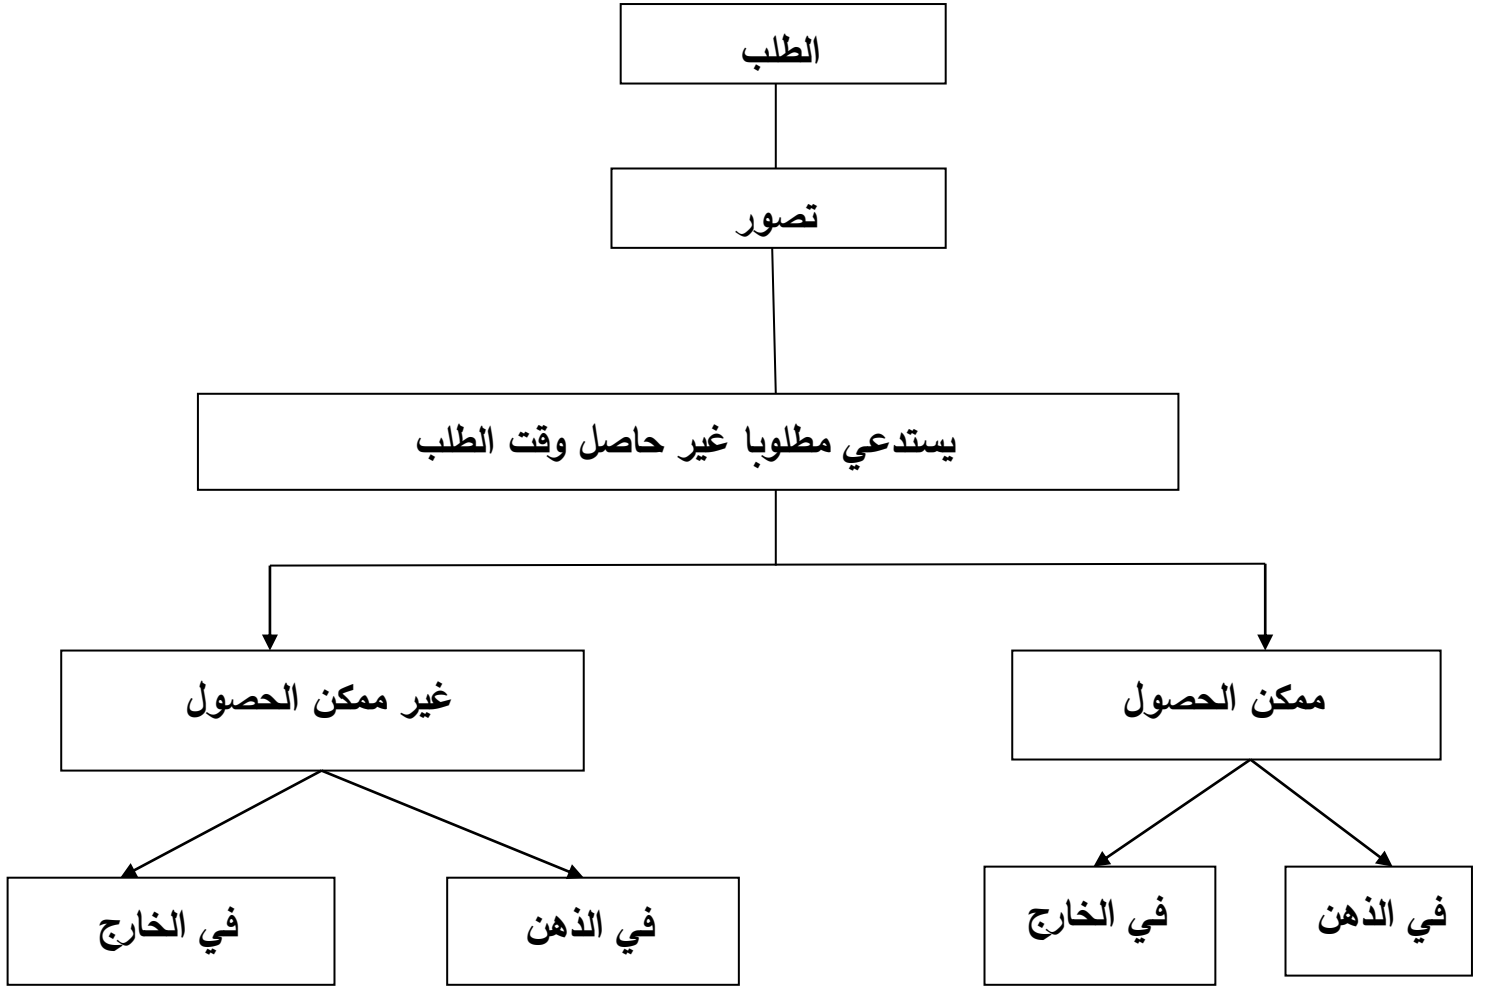 الطلب
تصور
يستدعي مطلوبا غير حاصل وقت الطلب
ممكن الحصول
غير ممكن الحصول
في الذهن
في الخارج
في الذهن
في الخارج